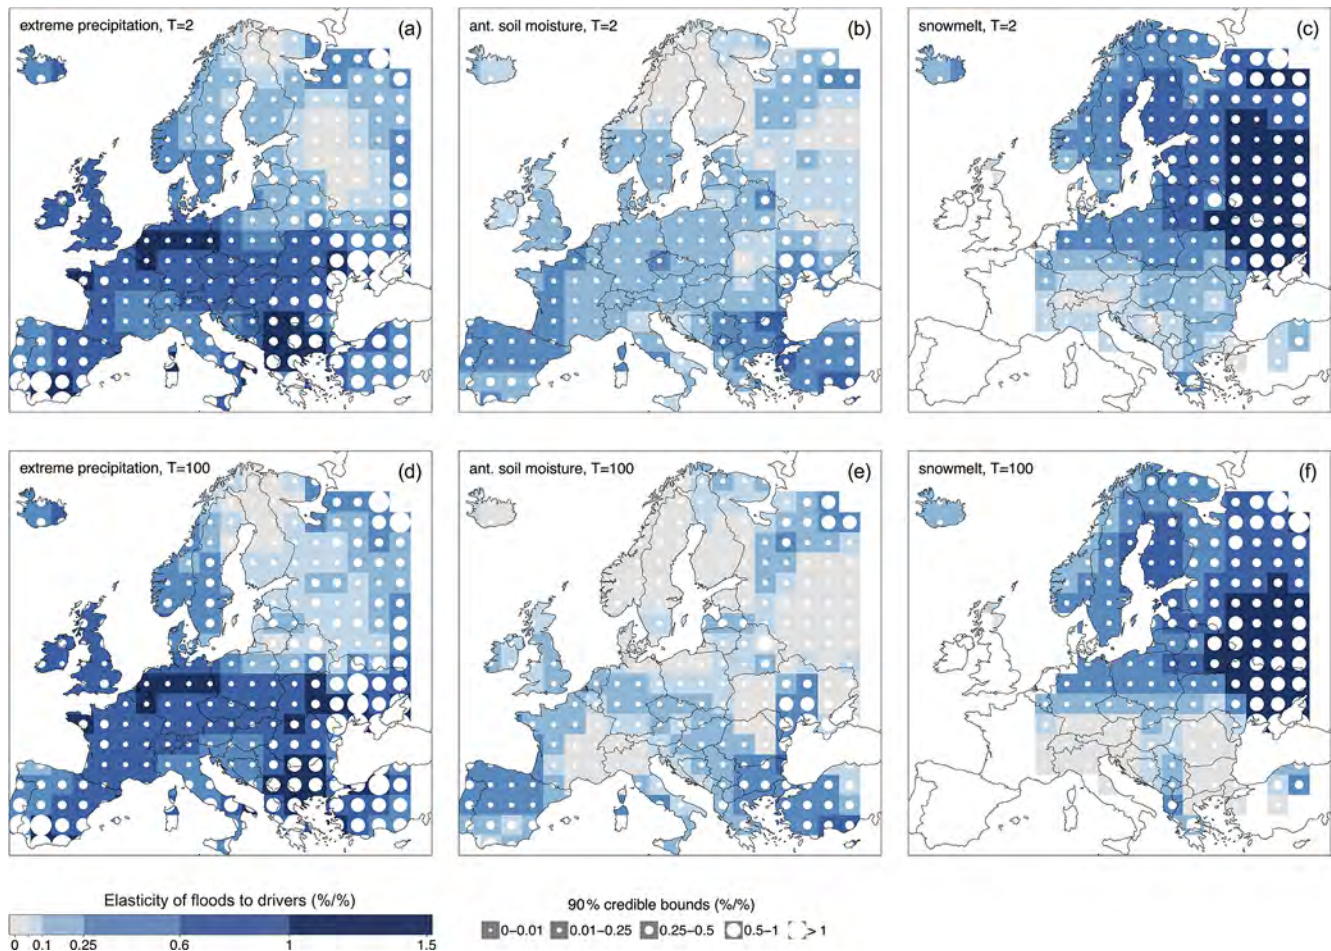 extreme precipitation, T=2 (a)
ant. soil moisture, T=2 (b)
snowmelt, T=2 (c)
extreme precipitation, T=100 (d)
ant. soil moisture, T=100 (e)
snowmelt, T=100 (f)
Elasticity of floods to drivers (%/%)
0 0.1 0.25 0.6 1 1.5
90% credible bounds (%/%)
0−0.01 0.01−0.25 0.25−0.5 0.5−1 > 1